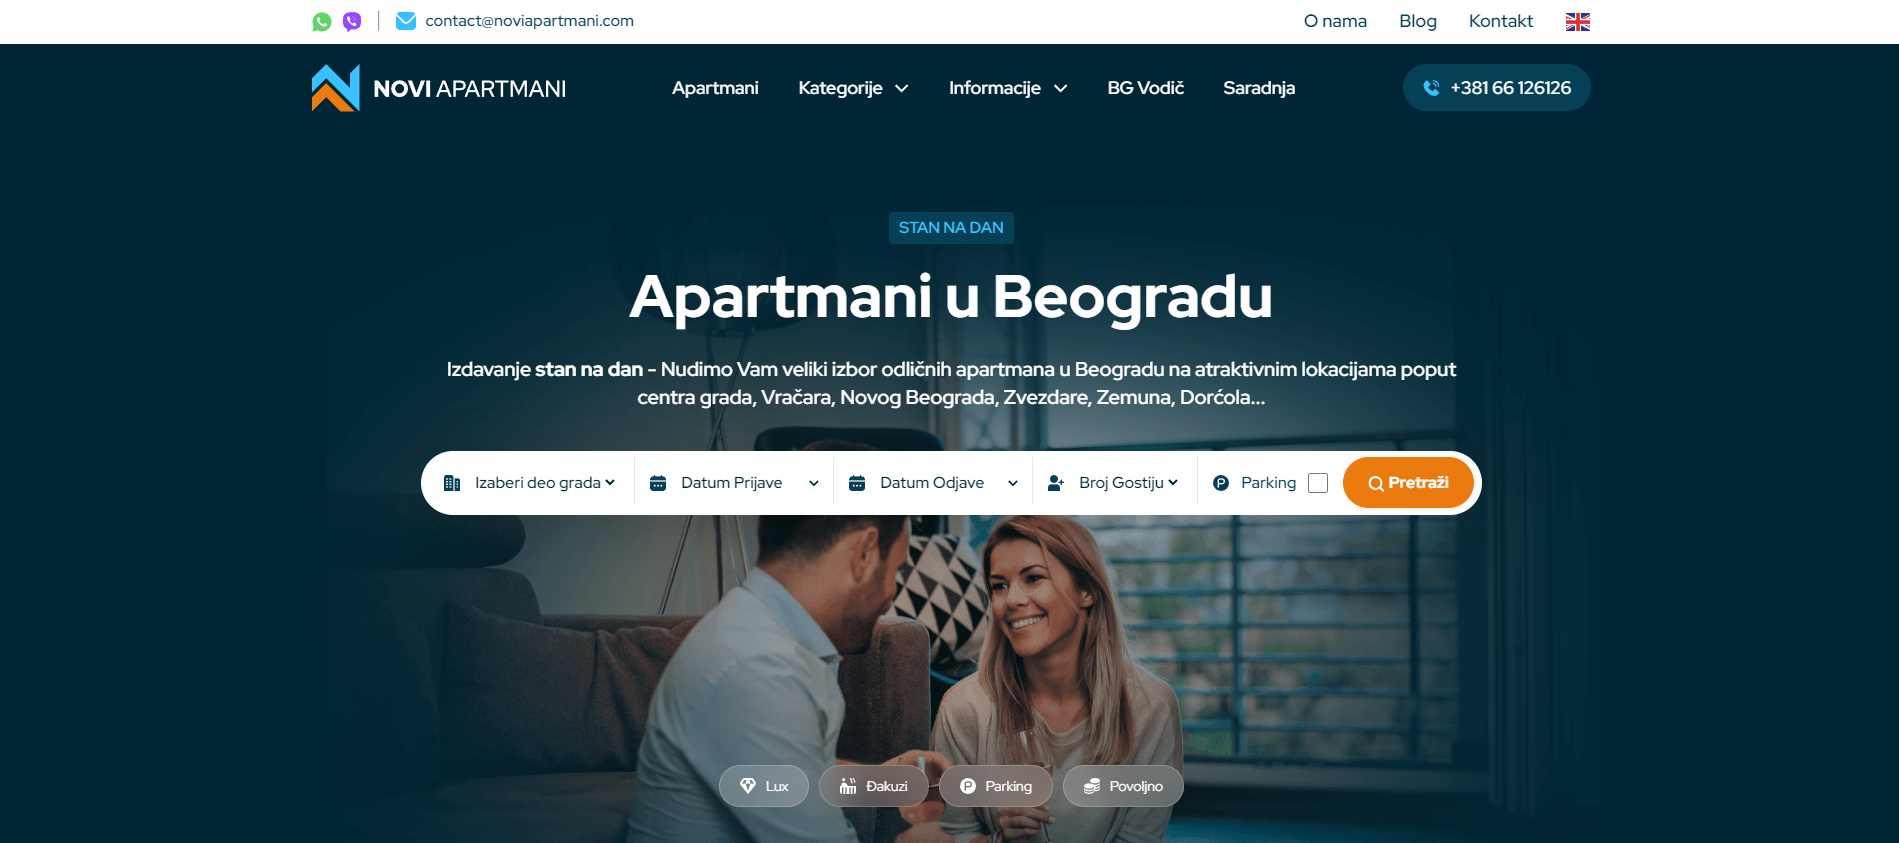 contact@noviapartmani.com
O nama
Blog
Kontakt
NOVI APARTMANI
Apartmani
Kategorije
Informacije
BG Vodič
Saradnja
+381 66 126126
STAN NA DAN
Apartmani u Beogradu
Izdavanje stan na dan - Nudimo Vam veliki izbor odličnih apartmana u Beogradu na atraktivnim lokacijama poput
centra grada, Vračara, Novog Beograda, Zvezdare, Zemuna, Dorćola...
Izaberi deo grada
Datum Prijave
Datum Odjave
Broj Gostiju
Parking
Pretraži
Lux
Đakuzi
Parking
Povoljno